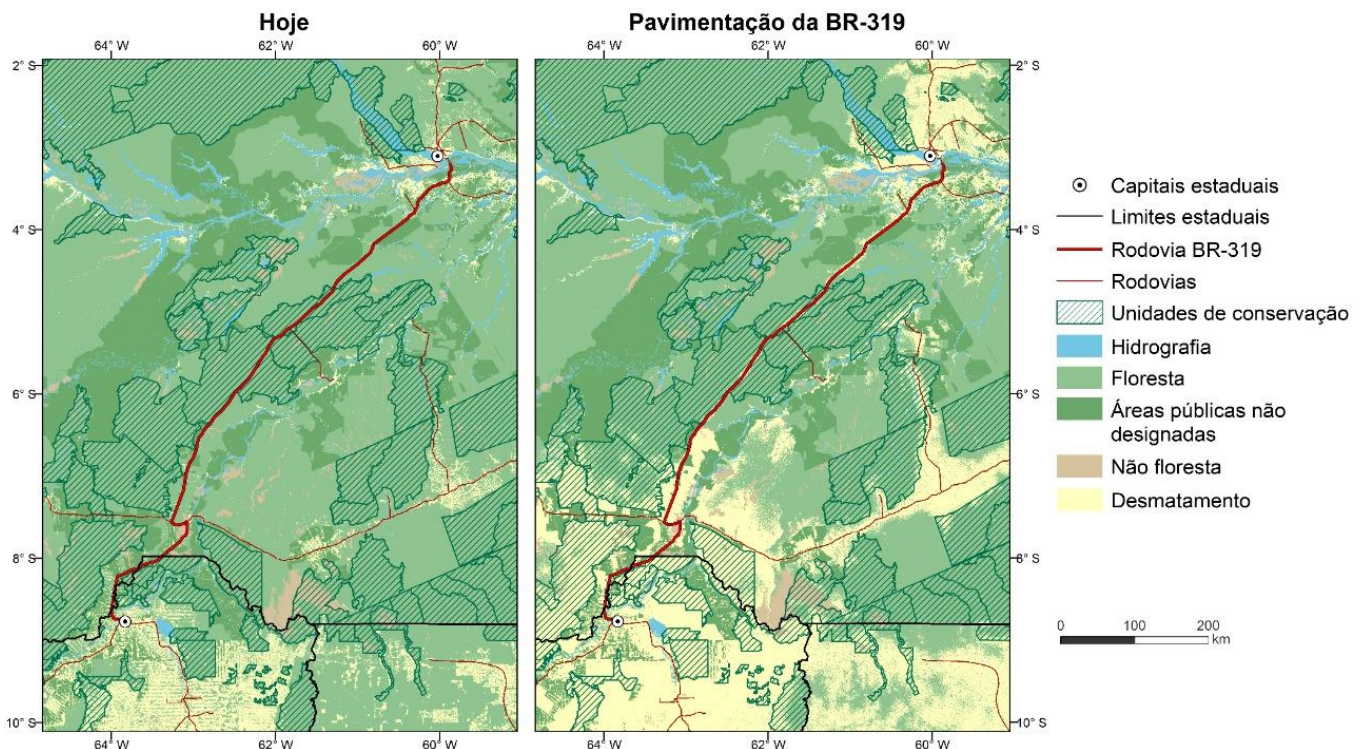 Hoje
Pavimentação da BR-319
64° W
62° W
60° W
64° W
62° W
60° W
2° S
4° S
6° S
8° S
10° S
2° S
4° S
6° S
8° S
10° S
64° W
62° W
60° W
64° W
62° W
60° W
Capitais estaduais
Limites estaduais
Rodovia BR-319
Rodovias
Unidades de conservação
Hidrografia
Floresta
Áreas públicas não
designadas
Não floresta
Desmatamento
0 100 200
km